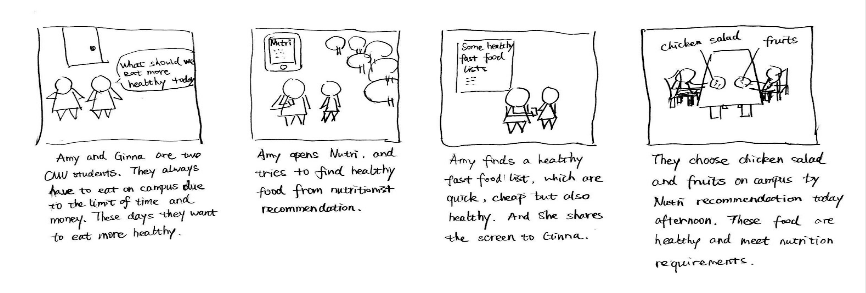 what should we
eat more
healthy today
Amy and Ginna are two
CMU students. They always
have to eat on campus due
to the limit of time and
money. These days they want
to eat more healthy.
Nutri
Amy opens Nutri, and
tries to find healthy
food from nutritionist
recommendation.
Some healthy
fast food
lists
Amy finds a healthy
fast food list, which are
quick, cheap but also
healthy. And She shares
the screen to Ginna.
chicken salad
fruits
They choose chicken salad
and fruits on campus by
Nutri recommendation today
afternoon. These food are
healthy and meet nutrition
requirements.